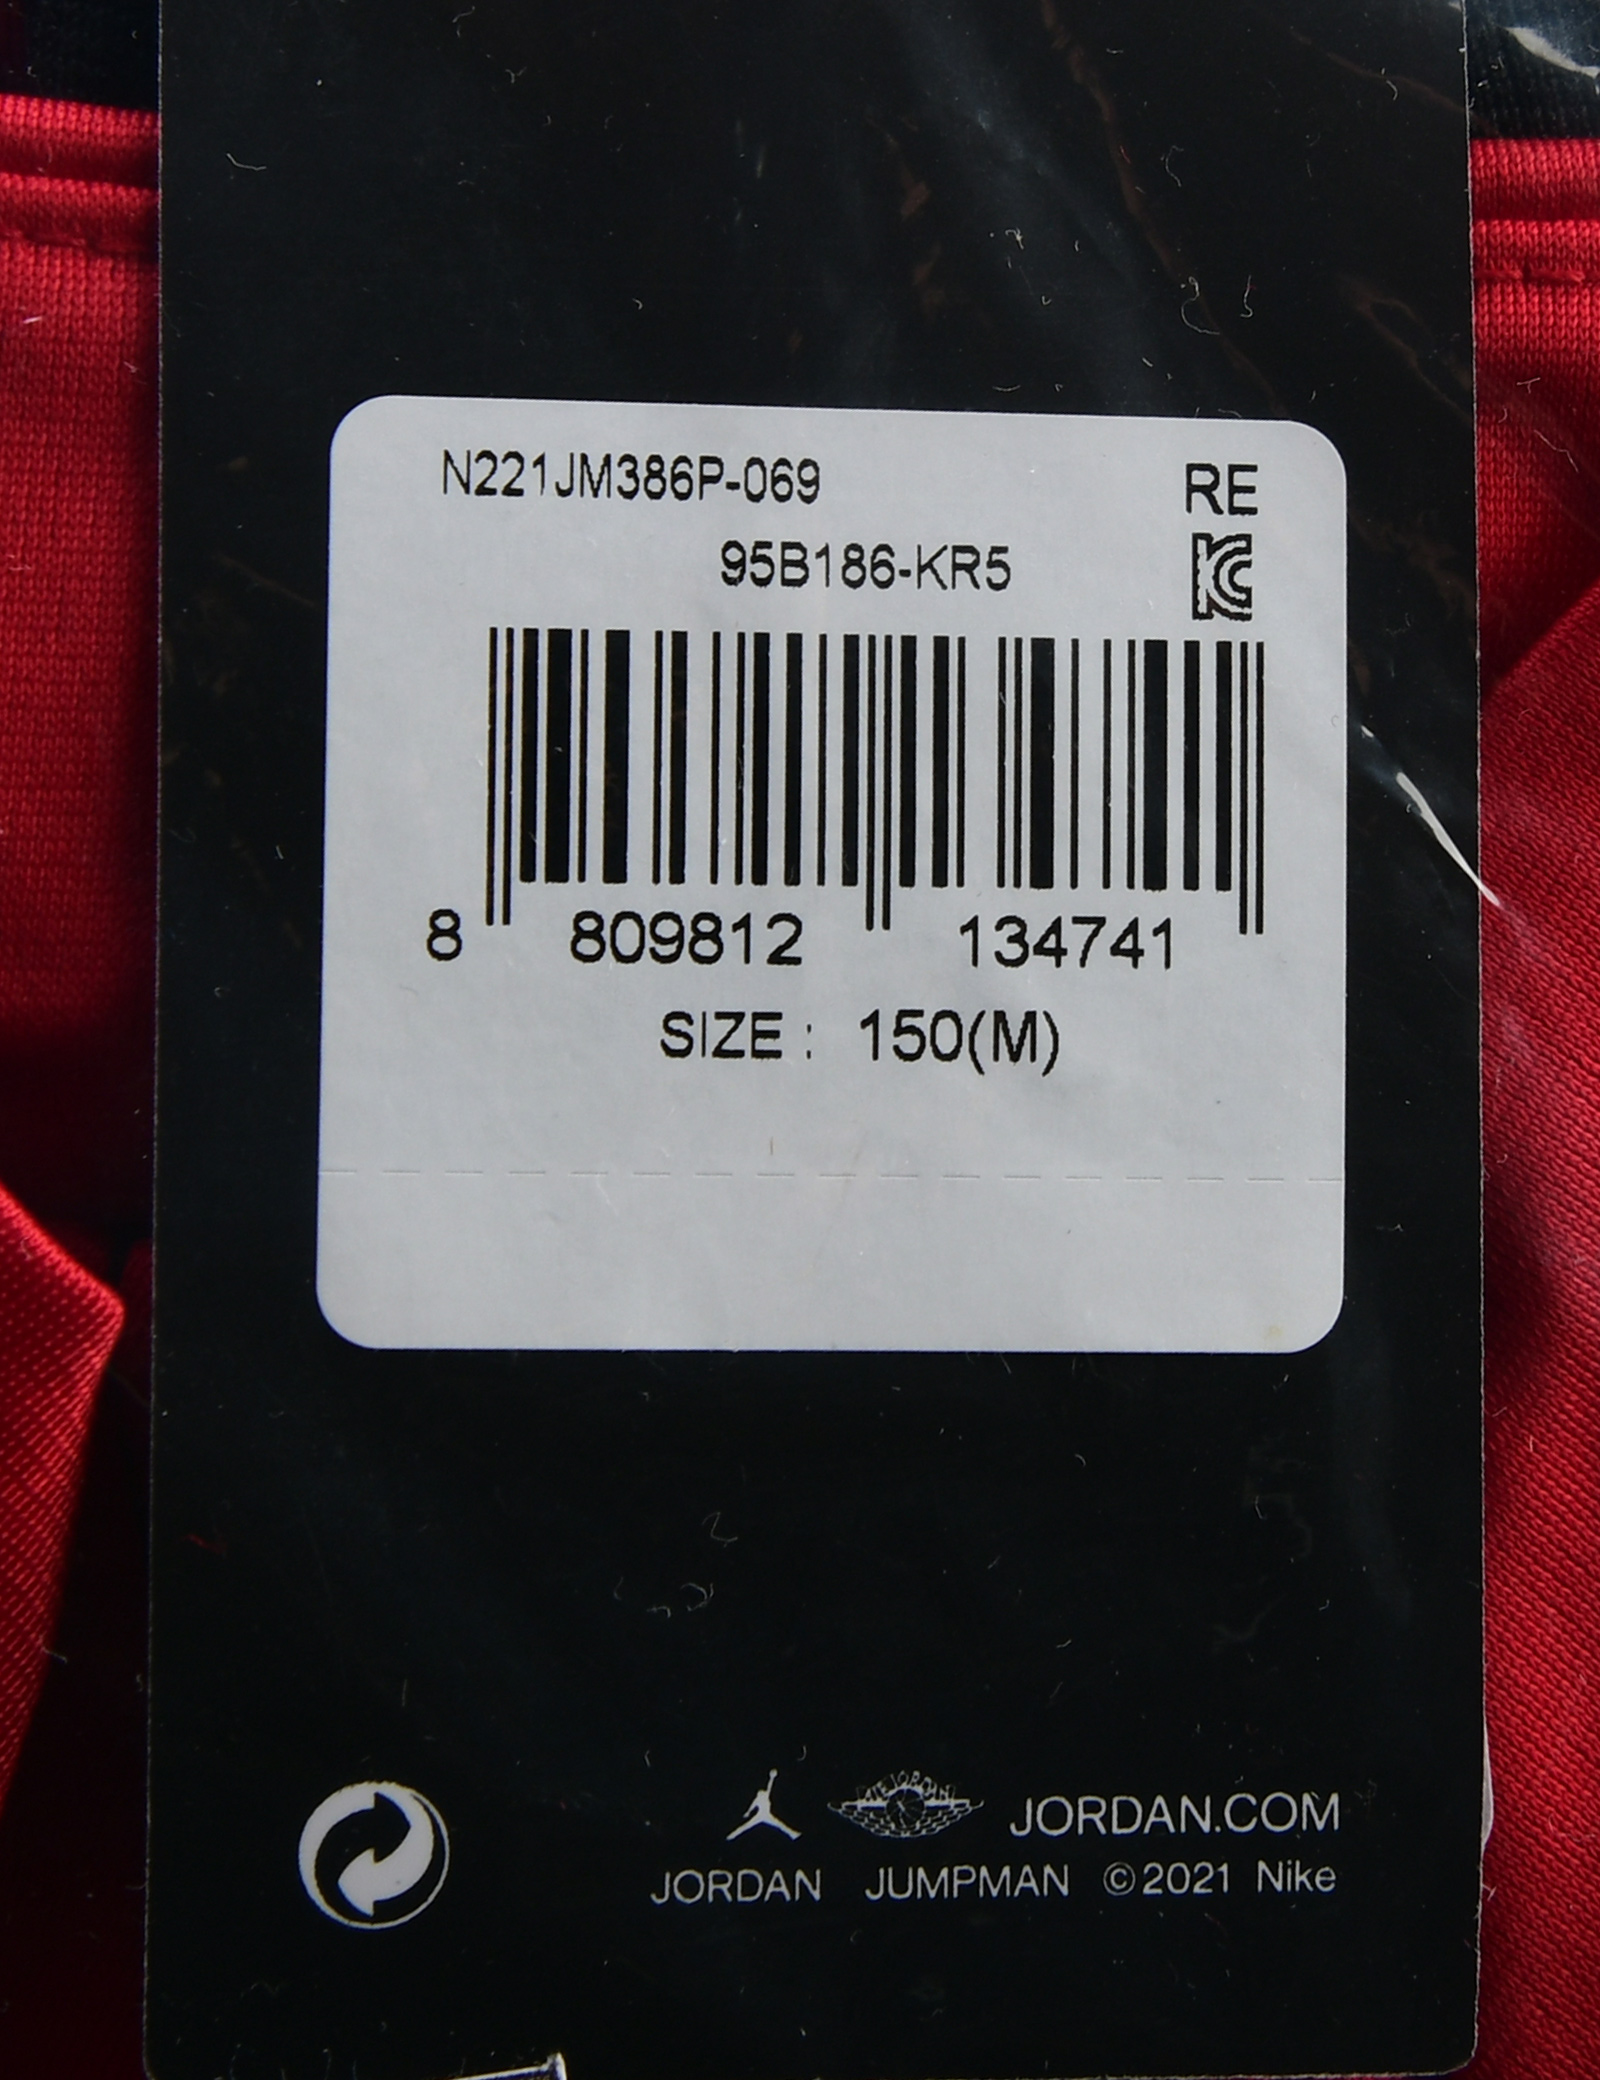 N221JM386P-069 RE
95B186-KR5
8 809812 134741
SIZE : 150(M)
JORDAN.COM
JORDAN JUMPMAN ©2021 Nike